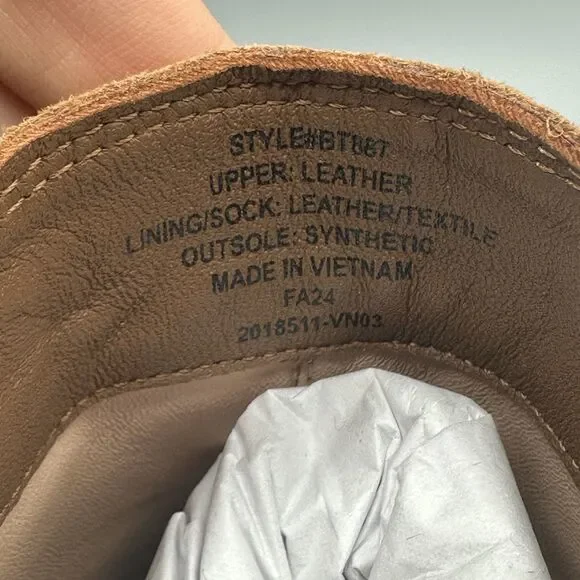 STYLE#BT887
UPPER: LEATHER
LINING/SOCK: LEATHER/TEXTILE
OUTSOLE: SYNTHETIC
MADE IN VIETNAM
FA24
2018511-VN03